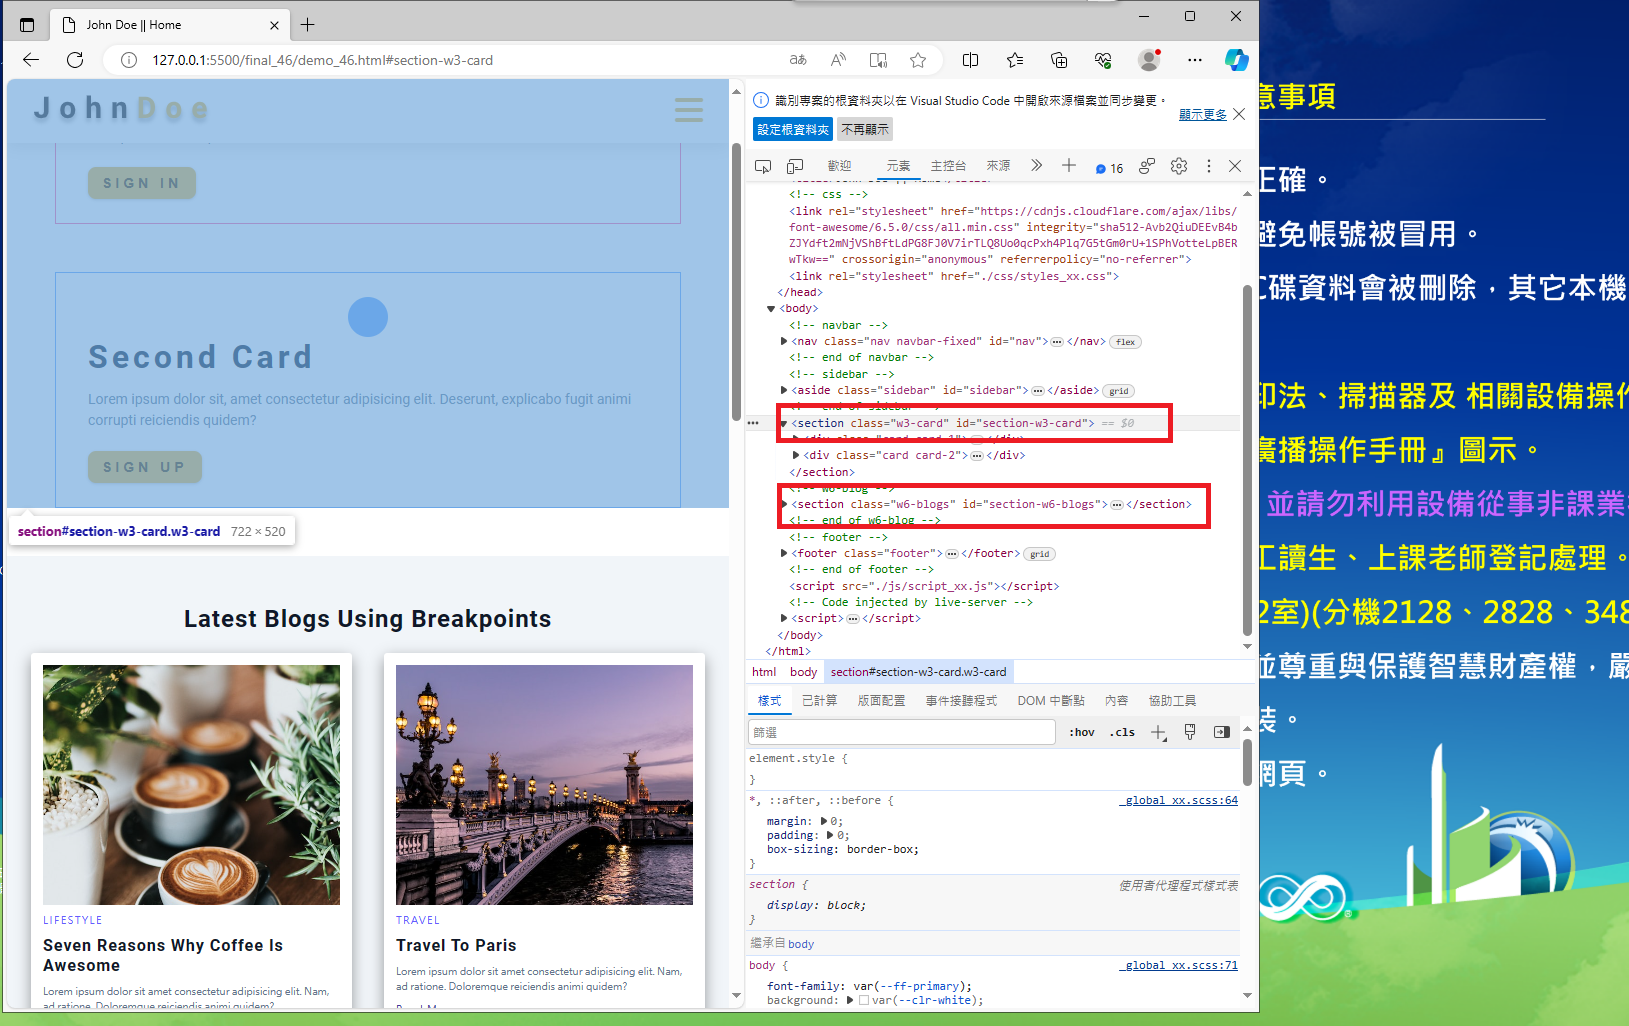 John Doe || Home
127.0.0.1:5500/final_46/demo_46.html#section-w3-card
JohnDoe
SIGN IN
Second Card
Lorem ipsum dolor sit, amet consectetur adipisicing elit. Deserunt, explicabo fugit animi
corrupti reiciendis quidem?
SIGN UP
section#section-w3-card.w3-card 722 × 520
Latest Blogs Using Breakpoints
LIFESTYLE
Seven Reasons Why Coffee Is
Awesome
Lorem ipsum dolor sit amet consectetur adipisicing elit. Nam,
ad ratione. Doloremque reiciendis animi quidem?
TRAVEL
Travel To Paris
Lorem ipsum dolor sit amet consectetur adipisicing elit. Nam,
ad ratione. Doloremque reiciendis animi quidem?
識別專案的根資料夾以在 Visual Studio Code 中開啟來源檔案並同步變更。
顯示更多
設定根資料夾 不再顯示
歡迎 元素 主控台 來源 16
<!-- css -->
<link rel="stylesheet" href="https://cdnjs.cloudflare.com/ajax/libs/
font-awesome/6.5.0/css/all.min.css" integrity="sha512-Avb2QiuDEEvB4b
ZJYdft2mNjVShBftLdPG8FJ0V7irTLQ8Uo0qcPxh4Plq7G5tGm0rU+1SPhVotteLpBER
wTkw==" crossorigin="anonymous" referrerpolicy="no-referrer">
<link rel="stylesheet" href="./css/styles_xx.css">
</head>
<body>
<!-- navbar -->
<nav class="nav navbar-fixed" id="nav">…</nav> flex
<!-- end of navbar -->
<!-- sidebar -->
<aside class="sidebar" id="sidebar">…</aside> grid
<!-- end of sidebar -->
<section class="w3-card" id="section-w3-card"> == $0
<div class="card card-1">…</div>
<div class="card card-2">…</div>
</section>
<!-- w6-blog -->
<section class="w6-blogs" id="section-w6-blogs">…</section>
<!-- end of w6-blog -->
<!-- footer -->
<footer class="footer">…</footer> grid
<!-- end of footer -->
<script src="./js/script_xx.js"></script>
<!-- Code injected by live-server -->
<script>…</script>
</body>
</html>
html body section#section-w3-card.w3-card
樣式 已計算 版面配置 事件接聽程式 DOM 中斷點 內容 協助工具
篩選 :hov .cls
element.style {
}
*, ::after, ::before { _global_xx.scss:64
margin: 0;
padding: 0;
box-sizing: border-box;
}
section { 使用者代理程式樣式表
display: block;
}
繼承自 body
body { _global_xx.scss:71
font-family: var(--ff-primary);
background: var(--clr-white);
意事項
正確。
避免帳號被冒用。
碟資料會被刪除，其它本機
印法、掃描器及 相關設備操作
廣播操作手冊』圖示。
並請勿利用設備從事非課業
工讀生、上課老師登記處理。
2室)(分機2128、2828、348
並尊重與保護智慧財產權，嚴
裝。
網頁。